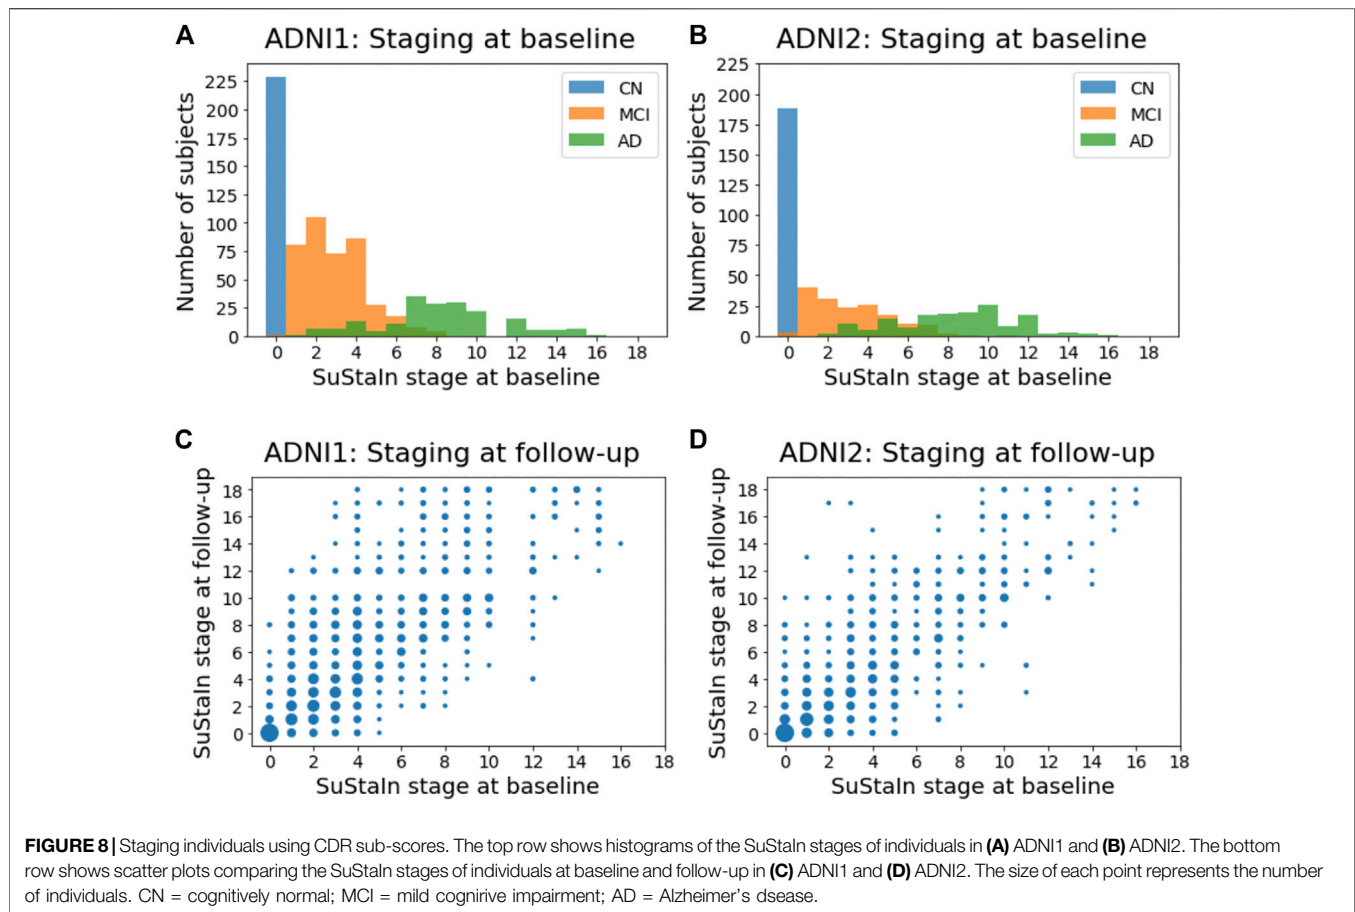 A
ADNI1: Staging at baseline
Number of subjects
225
200
175
150
125
100
75
50
25
0
CN
MCI
AD
0 2 4 6 8 10 12 14 16 18
SuStaIn stage at baseline
B
ADNI2: Staging at baseline
Number of subjects
225
200
175
150
125
100
75
50
25
0
CN
MCI
AD
0 2 4 6 8 10 12 14 16 18
SuStaIn stage at baseline
C
ADNI1: Staging at follow-up
SuStaIn stage at follow-up
18
16
14
12
10
8
6
4
2
0
0 2 4 6 8 10 12 14 16 18
SuStaIn stage at baseline
D
ADNI2: Staging at follow-up
SuStaIn stage at follow-up
18
16
14
12
10
8
6
4
2
0
0 2 4 6 8 10 12 14 16 18
SuStaIn stage at baseline
FIGURE 8 | Staging individuals using CDR sub-scores. The top row shows histograms of the SuStaIn stages of individuals in (A) ADNI1 and (B) ADNI2. The bottom
row shows scatter plots comparing the SuStaIn stages of individuals at baseline and follow-up in (C) ADNI1 and (D) ADNI2. The size of each point represents the number
of individuals. CN = cognitively normal; MCI = mild cognirive impairment; AD = Alzheimer's dsease.